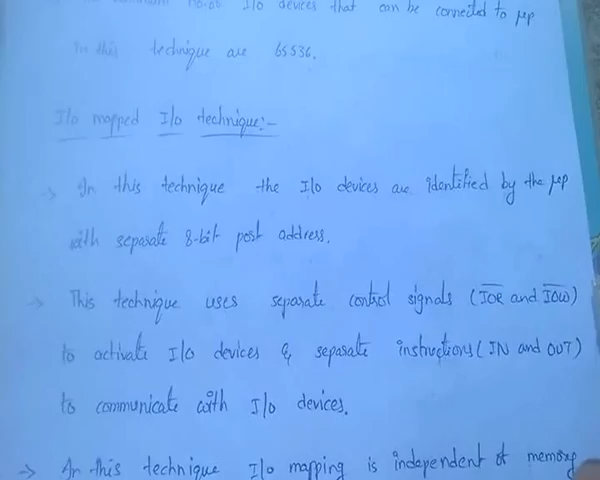 no.of I/o devices that can be connected to μp
In this technique are 65536.
I/o mapped I/o technique:-
→ In this technique the I/o devices are identified by the μp
with separate 8-bit port address.
→ This technique uses separate control signals (I̅O̅R̅ and I̅O̅W̅)
to activate I/o devices & separate instructions (IN and OUT)
to communicate with I/o devices.
→ In this technique I/o mapping is independent of memory